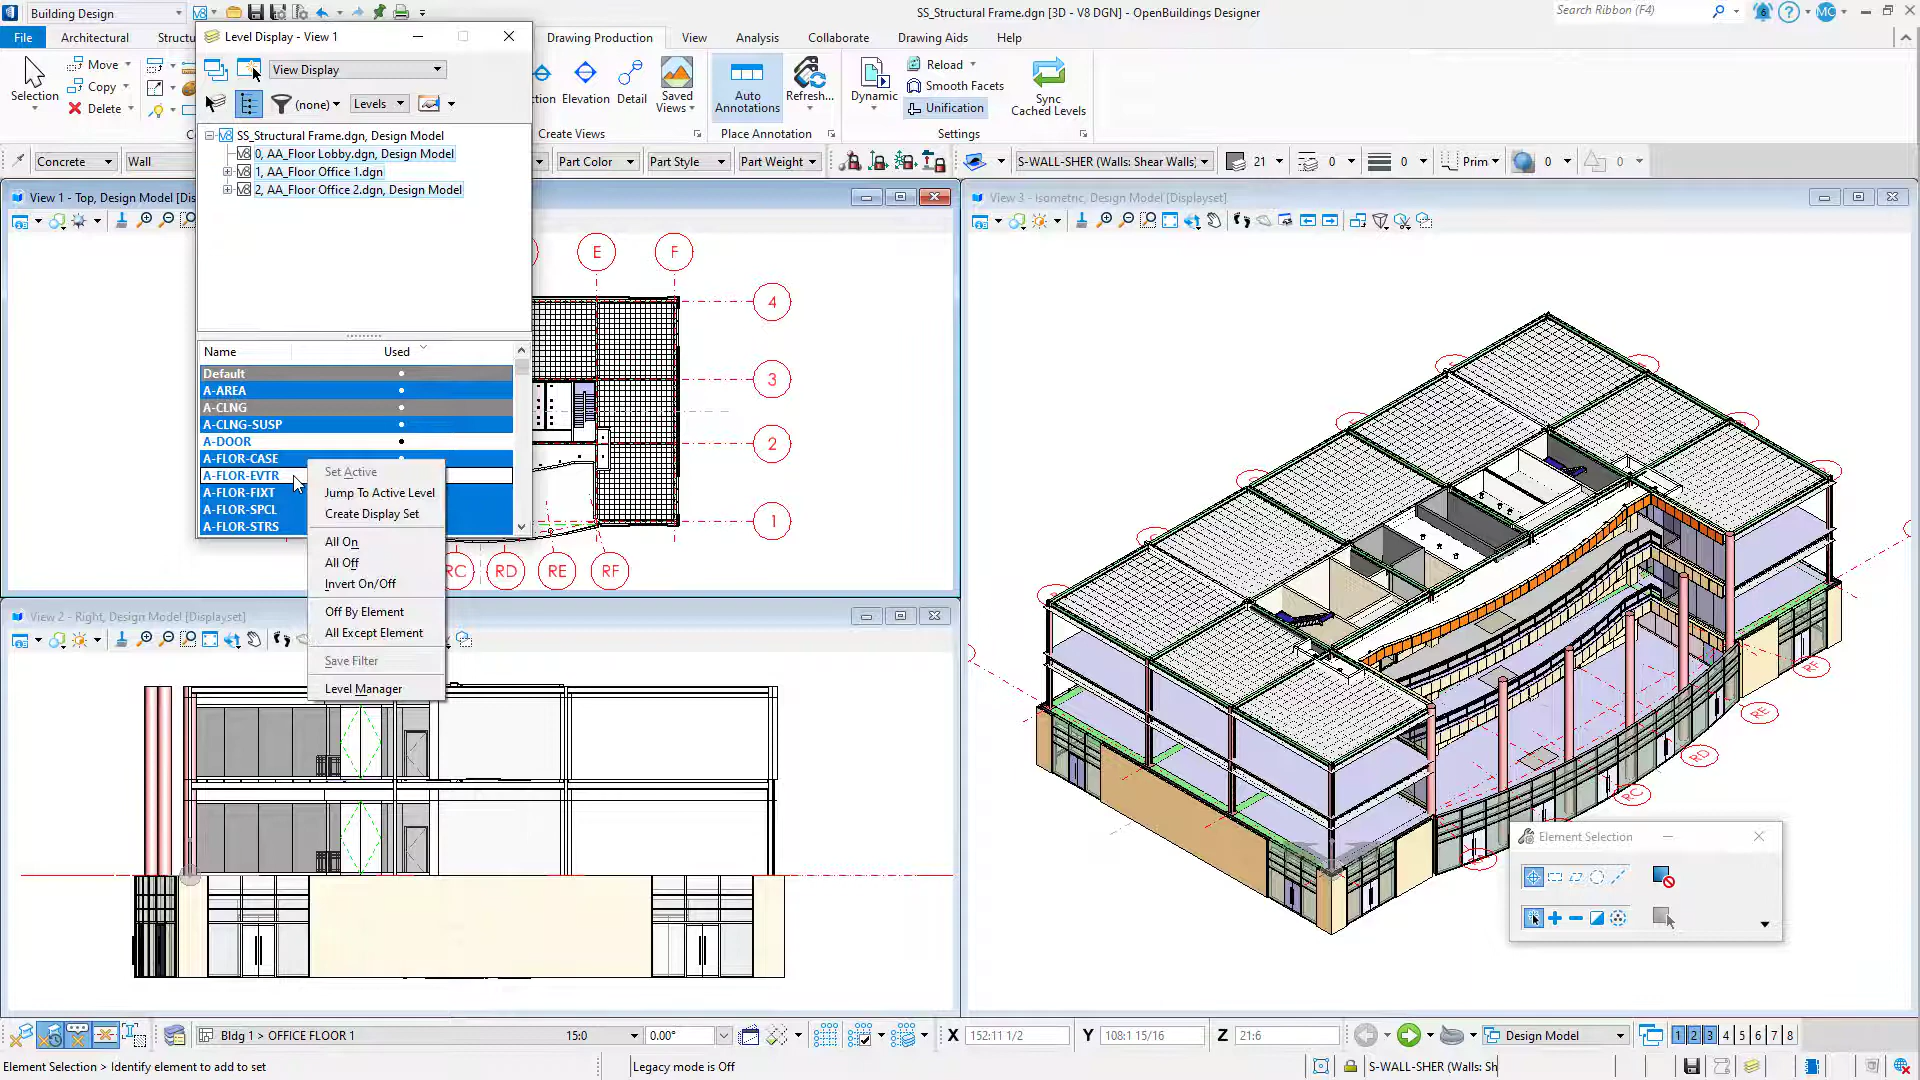 Building Design
SS_Structural Frame.dgn [3D - V8 DGN] - OpenBuildings Designer
Search Ribbon (F4)
MC
File
Architectural
Structu
Drawing Production
View
Analysis
Collaborate
Drawing Aids
Help
Level Display - View 1
View Display
(none)
Levels
Selection
Move
Copy
Delete
Elevation
Detail
Saved
Views
Auto
Annotations
Refresh...
Dynamic
Reload
Smooth Facets
Unification
Sync
Cached Levels
Create Views
Place Annotation
Settings
Concrete
Wall
Part Color
Part Style
Part Weight
S-WALL-SHER (Walls: Shear Walls)
21
0
0
Prim
0
0
SS_Structural Frame.dgn, Design Model
0, AA_Floor Lobby.dgn, Design Model
1, AA_Floor Office 1.dgn
2, AA_Floor Office 2.dgn, Design Model
Name
Used
Default
A-AREA
A-CLNG
A-CLNG-SUSP
A-DOOR
A-FLOR-CASE
A-FLOR-EVTR
A-FLOR-FIXT
A-FLOR-SPCL
A-FLOR-STRS
Set Active
Jump To Active Level
Create Display Set
All On
All Off
Invert On/Off
Off By Element
All Except Element
Save Filter
Level Manager
View 1 - Top, Design Model [Dis
E
F
4
3
2
1
RC
RD
RE
RF
View 2 - Right, Design Model [Displayset]
View 3 - Isometric, Design Model [Displayset]
RF
RE
RD
RC
Element Selection
Bldg 1 > OFFICE FLOOR 1
15:0
0.00°
X
152:11 1/2
Y
108:1 15/16
Z
21:6
Design Model
1
2
3
4
5
6
7
8
Element Selection > Identify element to add to set
Legacy mode is Off
S-WALL-SHER (Walls: Sh